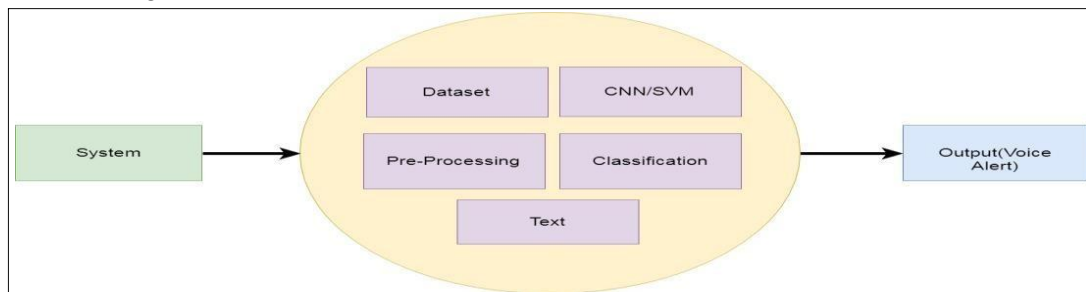 System
Dataset
CNN/SVM
Pre-Processing
Classification
Text
Output(Voice
Alert)